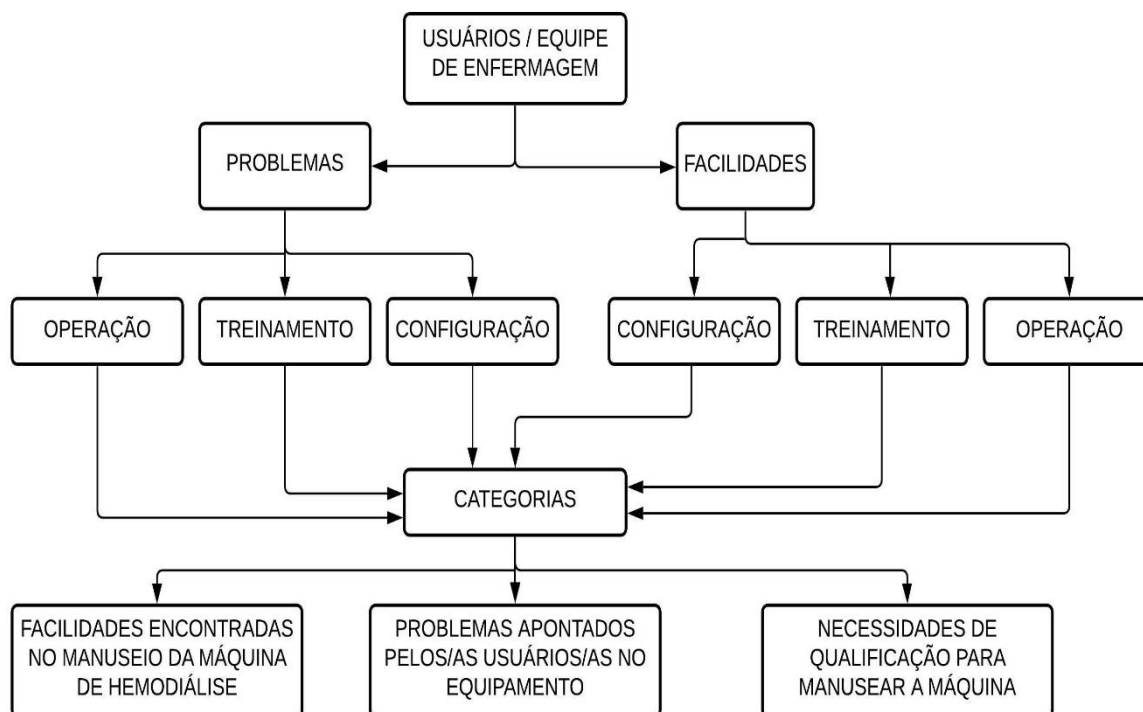 USUÁRIOS / EQUIPE
DE ENFERMAGEM
PROBLEMAS
FACILIDADES
OPERAÇÃO
TREINAMENTO
CONFIGURAÇÃO
CONFIGURAÇÃO
TREINAMENTO
OPERAÇÃO
CATEGORIAS
FACILIDADES ENCONTRADAS
NO MANUSEIO DA MÁQUINA
DE HEMODIÁLISE
PROBLEMAS APONTADOS
PELOS/AS USUÁRIOS/AS NO
EQUIPAMENTO
NECESSIDADES DE
QUALIFICAÇÃO PARA
MANUSEAR A MÁQUINA